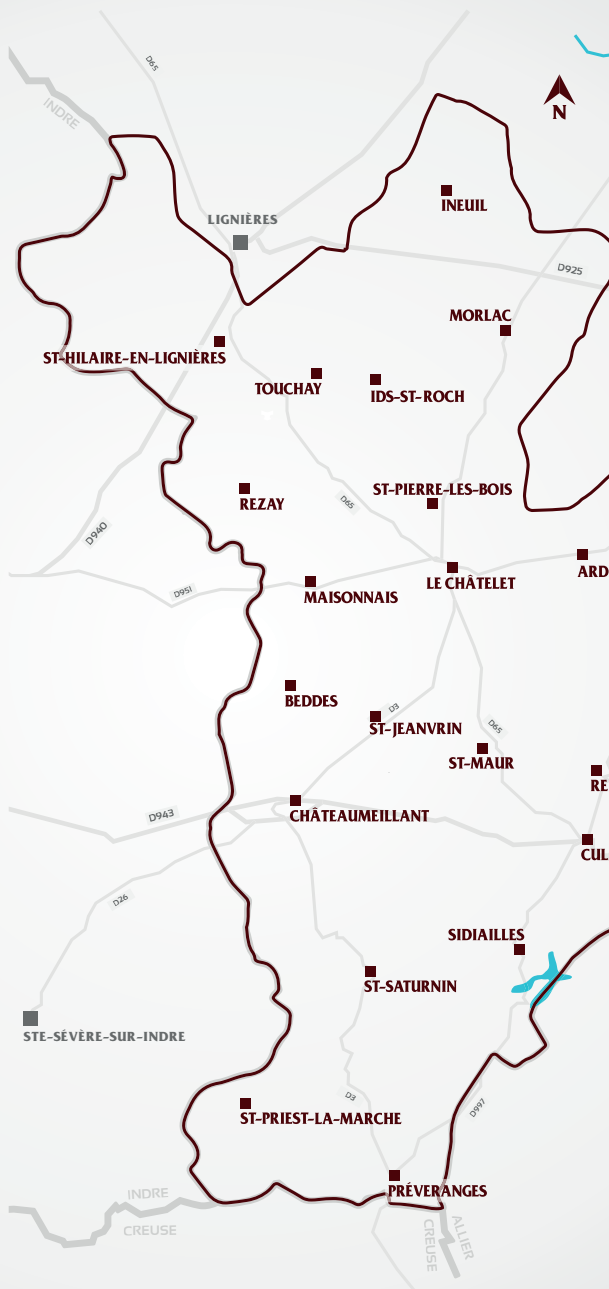 D65
N
INDRE
INEUIL
LIGNIÈRES
D925
MORLAC
ST-HILAIRE-EN-LIGNIÈRES
TOUCHAY
IDS-ST-ROCH
ST-PIERRE-LES-BOIS
REZAY
D65
D940
ARD
LE CHÂTELET
D951
MAISONNAIS
BEDDES
D3
ST-JEANVRIN
D65
ST-MAUR
RE
D943
CHÂTEAUMEILLANT
CUL
D26
SIDIAILLES
ST-SATURNIN
STE-SÉVÈRE-SUR-INDRE
D3
D997
ST-PRIEST-LA-MARCHE
PRÉVERANGES
INDRE
CREUSE
CREUSE
ALLIER